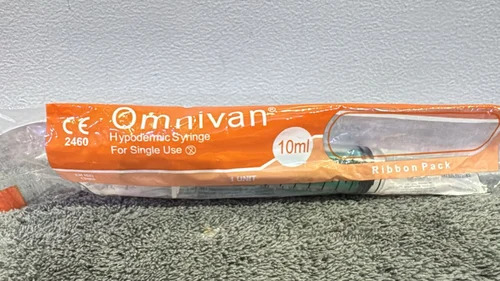 CE
2460
Omnivan®
Hypodermic Syringe
For Single Use
10ml
1 UNIT
Ribbon Pack